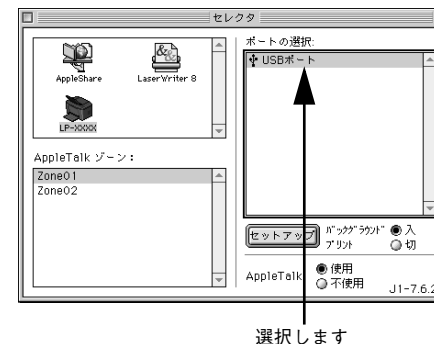 セレクタ
AppleShare
LaserWriter 8
LP-XXXX
AppleTalk ゾーン：
Zone01
Zone02
ポートの選択:
USBポート
セットアップ
バックグラウンド
プリント
入
切
AppleTalk
使用
不使用
J1-7.6.2
選択します